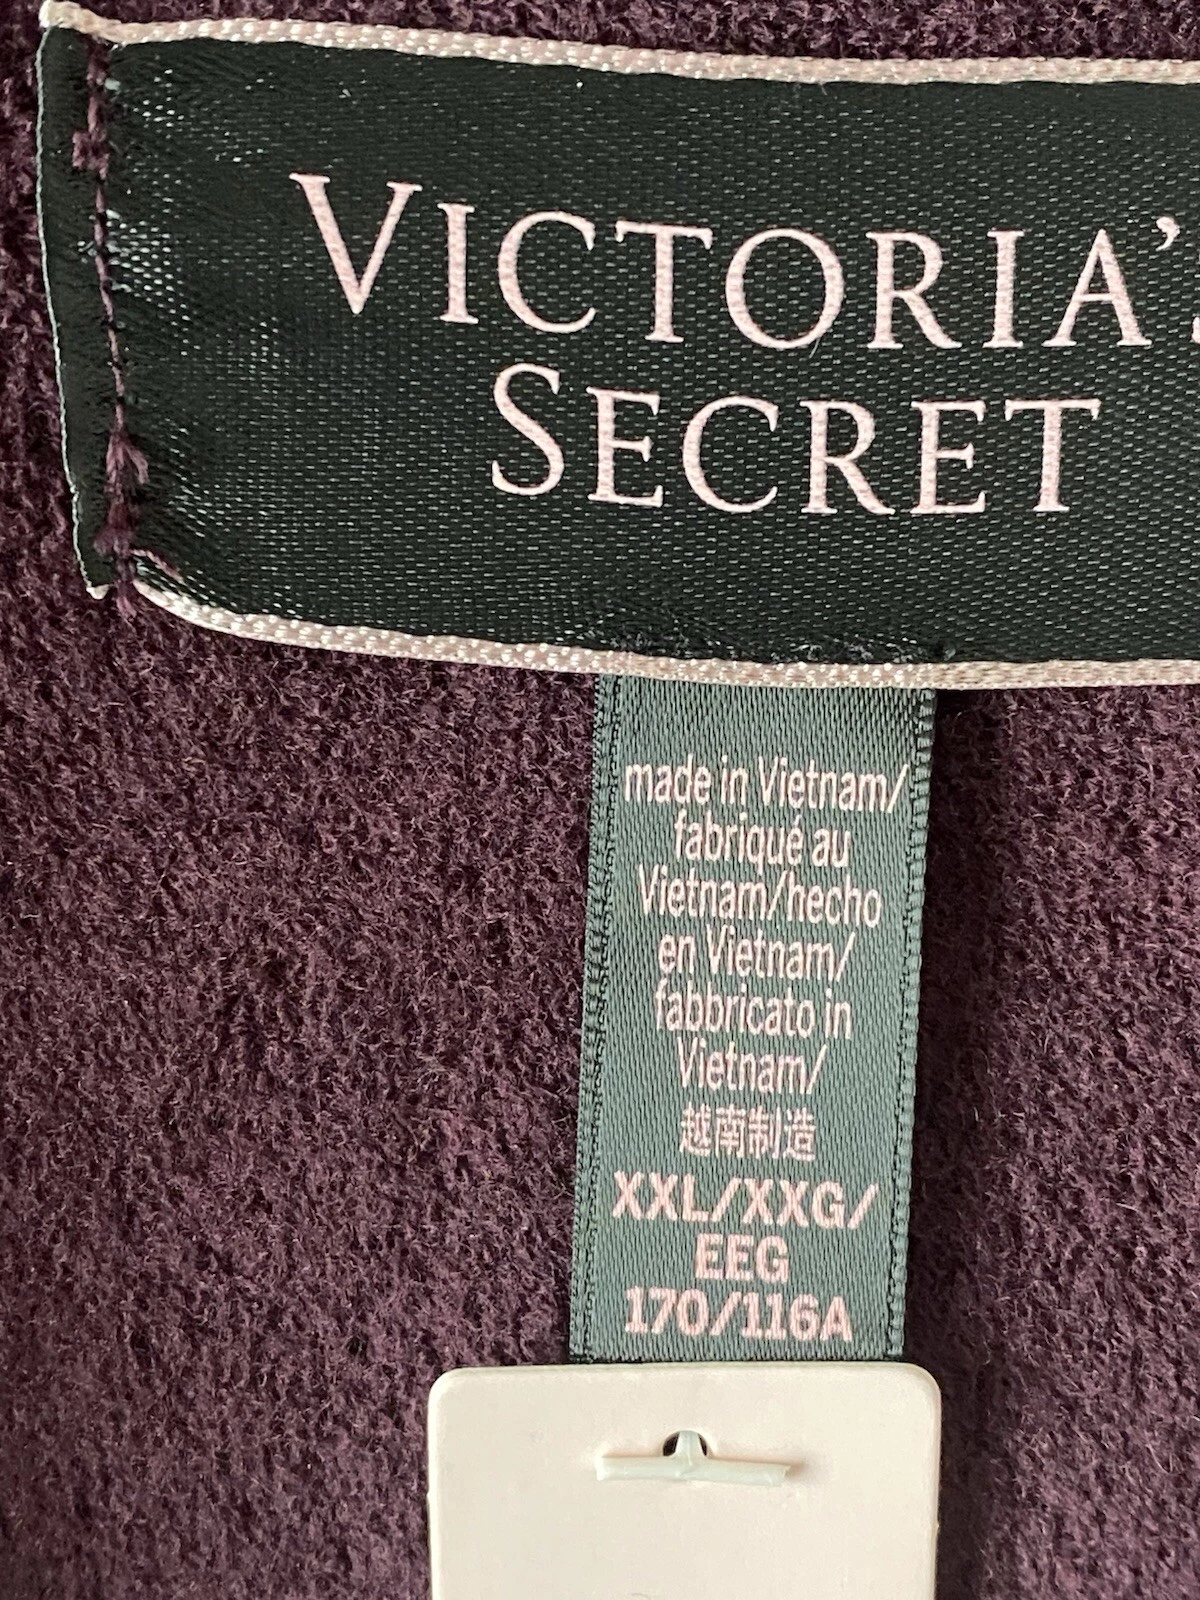 VICTORIA'S
SECRET
made in Vietnam/
fabriqué au
Vietnam/hecho
en Vietnam/
fabbricato in
Vietnam/
越南制造
XXL/XXG/
EEG
170/116A